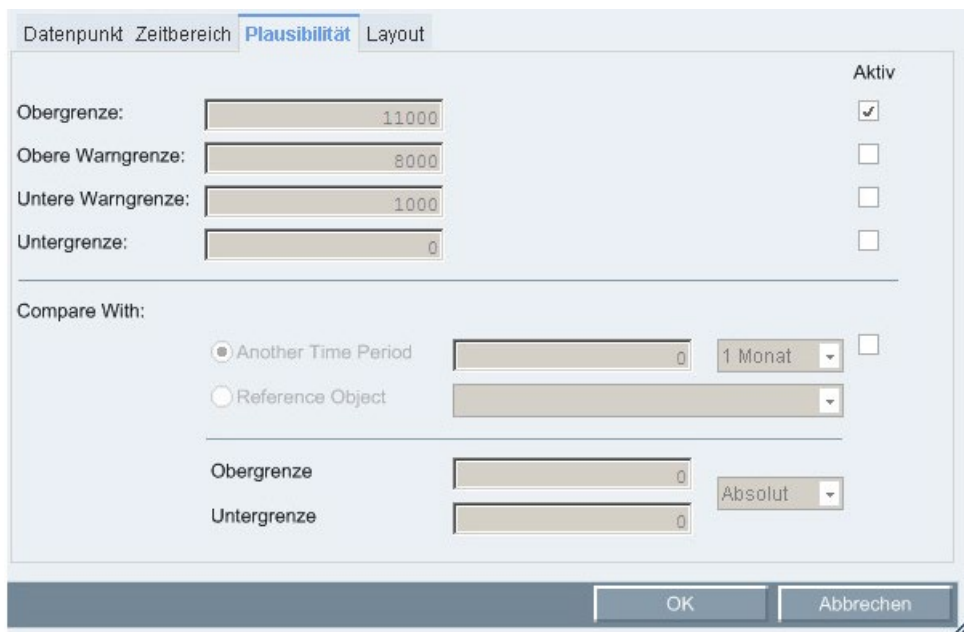 Datenpunkt Zeitbereich Plausibilität Layout
Aktiv
Obergrenze: 11000
Obere Warngrenze: 8000
Untere Warngrenze: 1000
Untergrenze: 0
Compare With:
Another Time Period 0 1 Monat
Reference Object
Obergrenze 0
Absolut
Untergrenze 0
OK Abbrechen